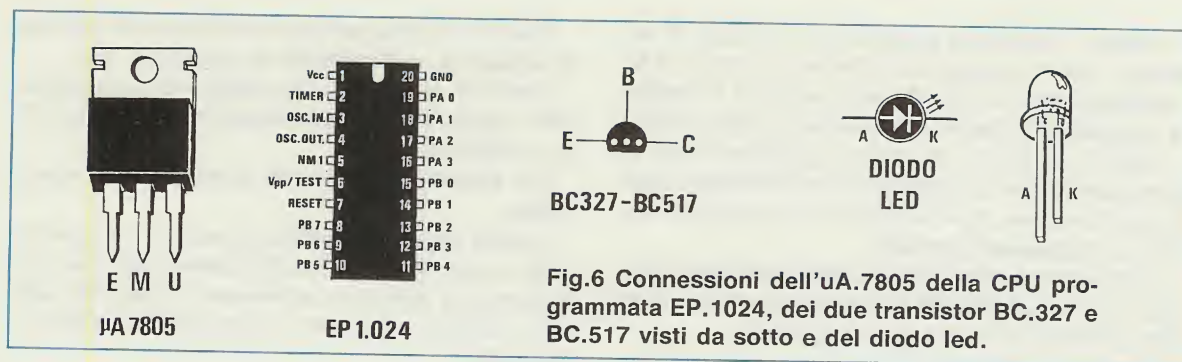 E M U
µA 7805
Vcc 1
TIMER 2
OSC.IN. 3
OSC.OUT. 4
NM1 5
Vpp/TEST 6
RESET 7
PB 7 8
PB 6 9
PB 5 10
20 GND
19 PA 0
18 PA 1
17 PA 2
16 PA 3
15 PB 0
14 PB 1
13 PB 2
12 PB 3
11 PB 4
EP 1.024
B
E C
BC327-BC517
A K
DIODO
LED
A K
Fig.6 Connessioni dell'uA.7805 della CPU pro-
grammata EP.1024, dei due transistor BC.327 e
BC.517 visti da sotto e del diodo led.